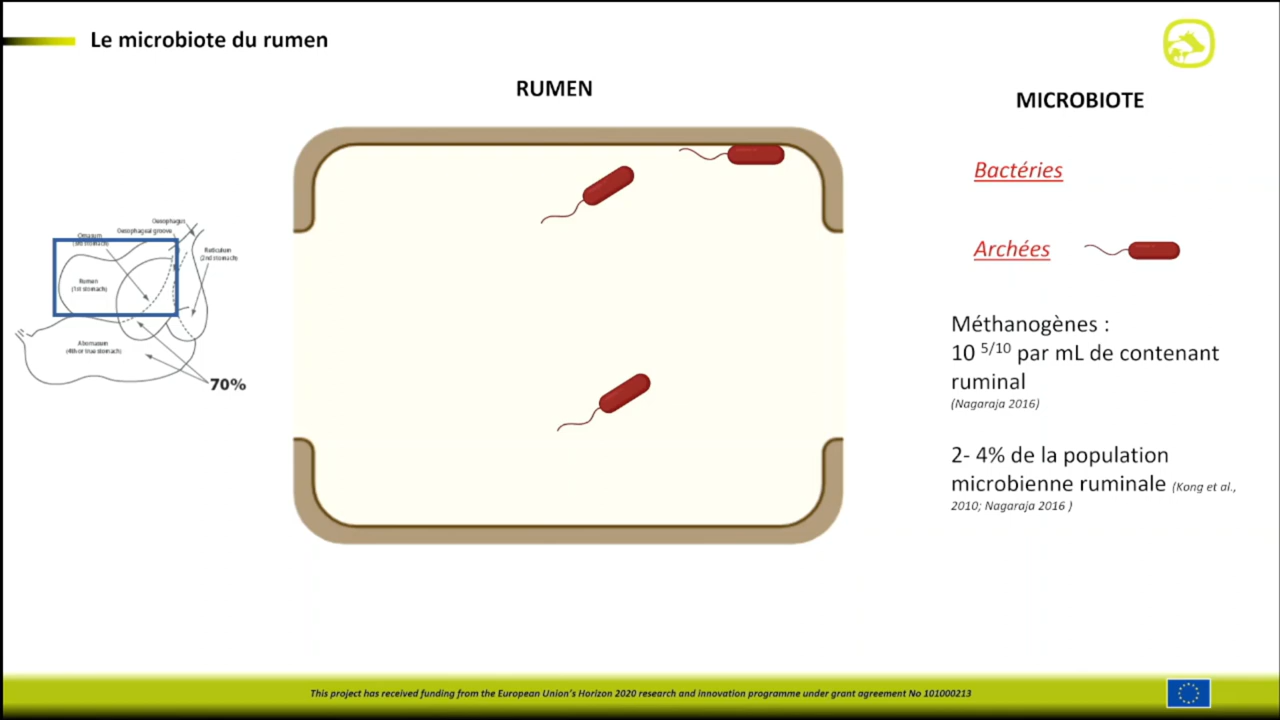 Le microbiote du rumen
RUMEN
MICROBIOTE
Bactéries
Archées
Méthanogènes :
10 5/10 par mL de contenant
ruminal
(Nagaraja 2016)
2- 4% de la population
microbienne ruminale (Kong et al.,
2010; Nagaraja 2016 )
Oesophagus
Oesophageal groove
Omasum
(3rd stomach)
Reticulum
(2nd stomach)
Rumen
(1st stomach)
Abomasum
(4th or true stomach)
70%
This project has received funding from the European Union's Horizon 2020 research and innovation programme under grant agreement No 101000213